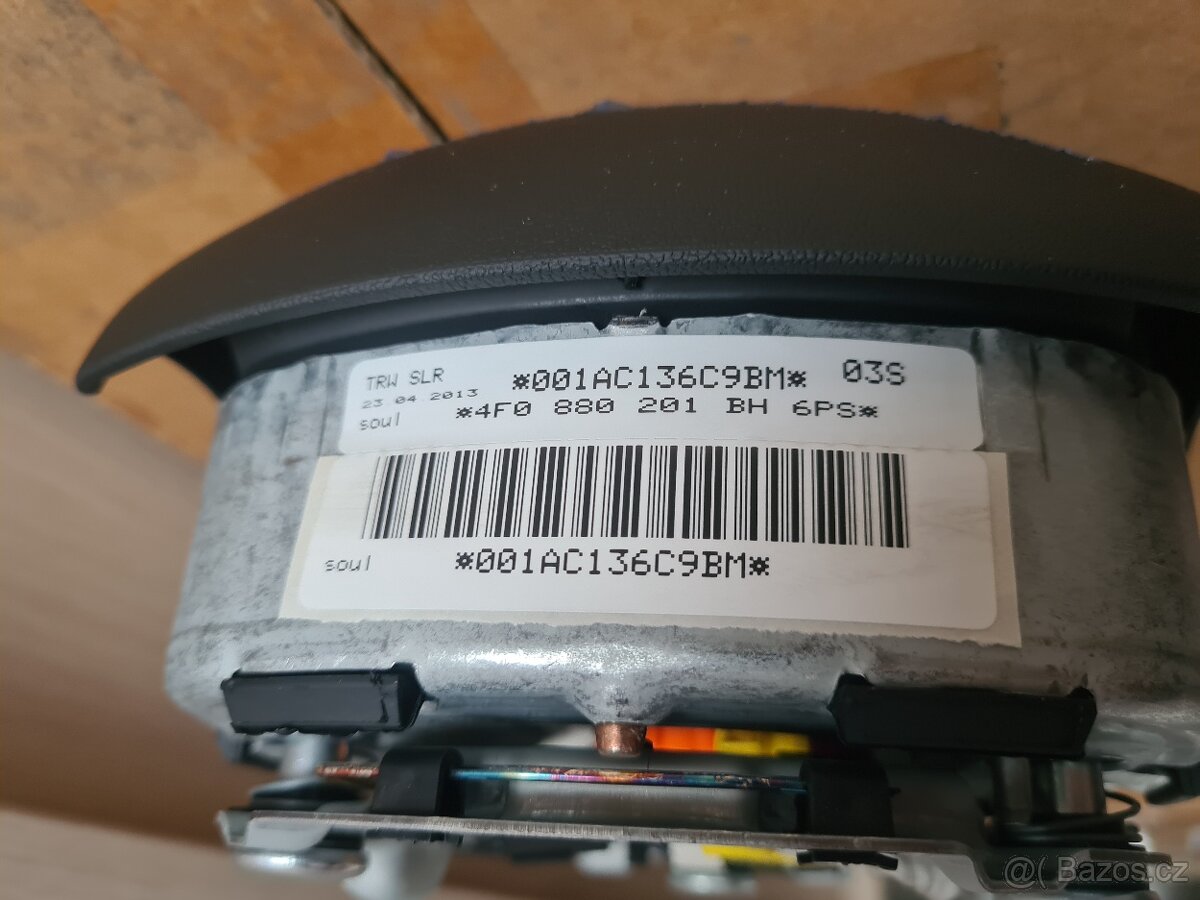 TRW SLR *001AC136C9BM* 03S
23 04 2013
soul *4F0 880 201 BH 6PS*
soul *001AC136C9BM*
@( Bazos.cz